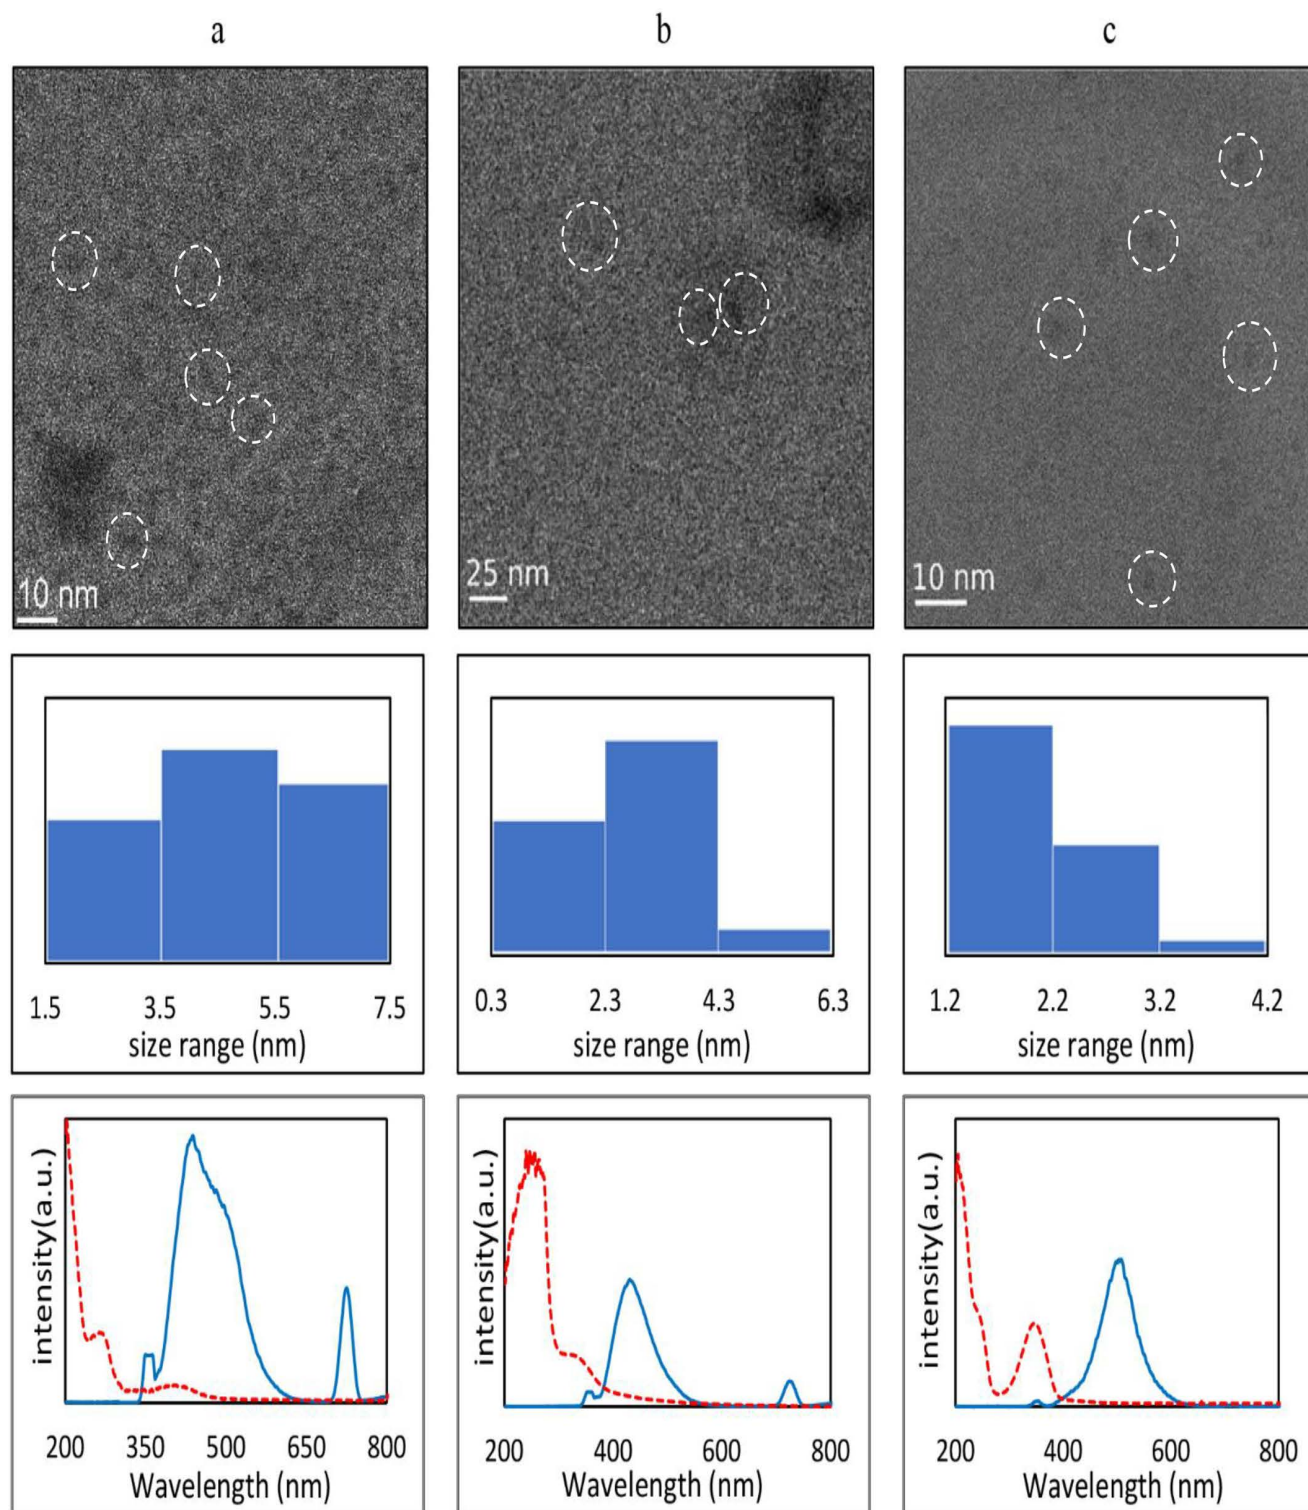 a b c
10 nm
25 nm
10 nm
1.5 3.5 5.5 7.5
size range (nm)
0.3 2.3 4.3 6.3
size range (nm)
1.2 2.2 3.2 4.2
size range (nm)
intensity(a.u.)
200 350 500 650 800
Wavelength (nm)
intensity(a.u.)
200 400 600 800
Wavelength (nm)
intensity(a.u.)
200 400 600 800
Wavelength (nm)